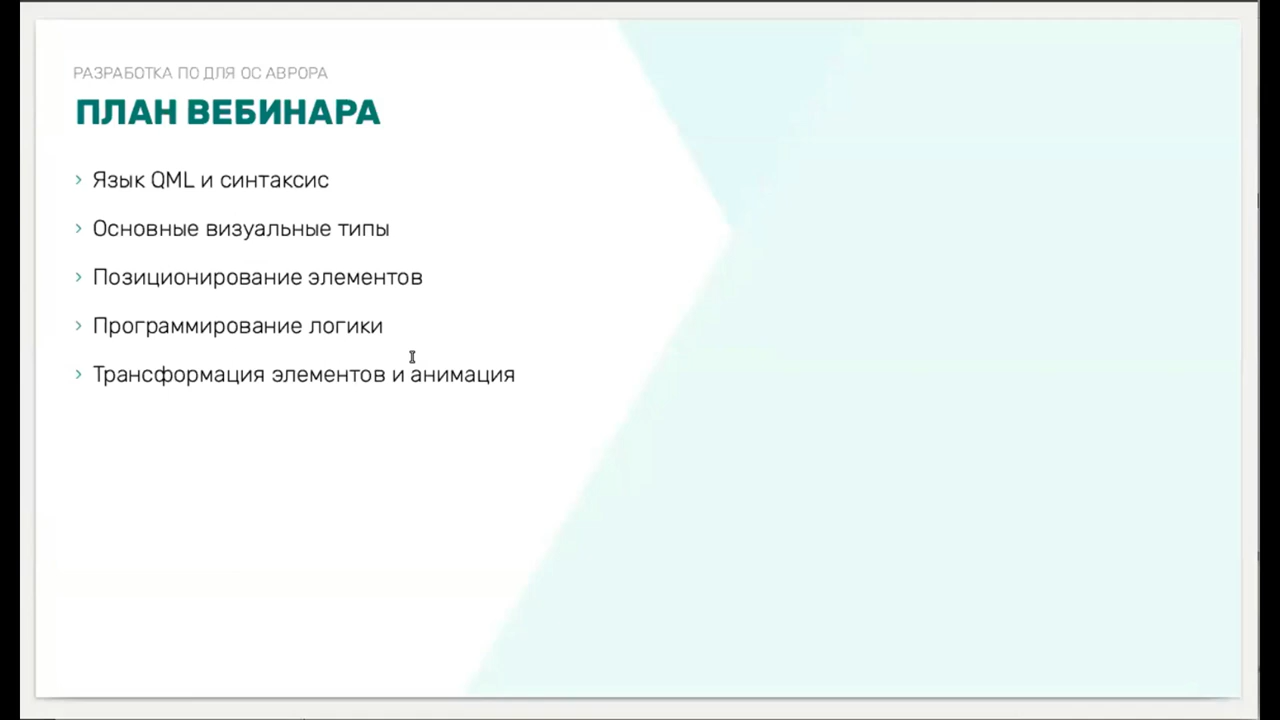 РАЗРАБОТКА ПО ДЛЯ ОС АВРОРА
ПЛАН ВЕБИНАРА
› Язык QML и синтаксис
› Основные визуальные типы
› Позиционирование элементов
› Программирование логики
› Трансформация элементов и анимация